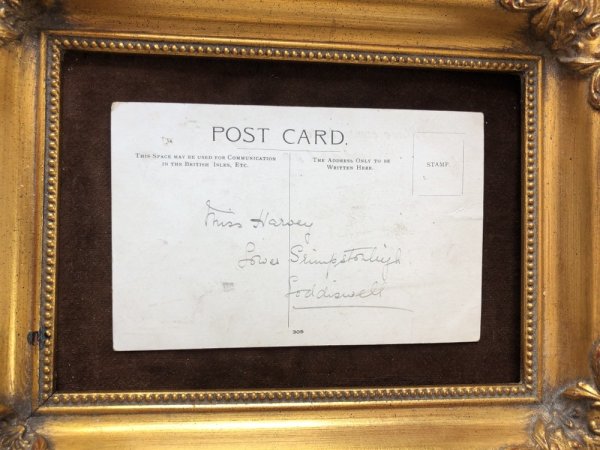 POST CARD.
THIS SPACE MAY BE USED FOR COMMUNICATION
IN THE BRITISH ISLES, ETC.
THE ADDRESS ONLY TO BE
WRITTEN HERE.
STAMP.
Miss Harvey
Lower Grimpstonleigh
Loddiswell
308